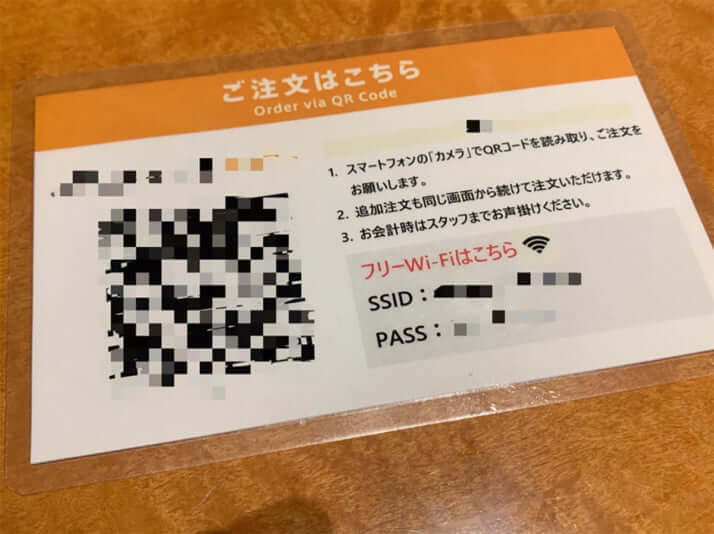 ご注文はこちら
Order via QR Code
1. スマートフォンの「カメラ」でQRコードを読み取り、ご注文を
お願いします。
2. 追加注文も同じ画面から続けて注文いただけます。
3. お会計時はスタッフまでお声掛けください。
フリーWi-Fiはこちら
SSID：
PASS：